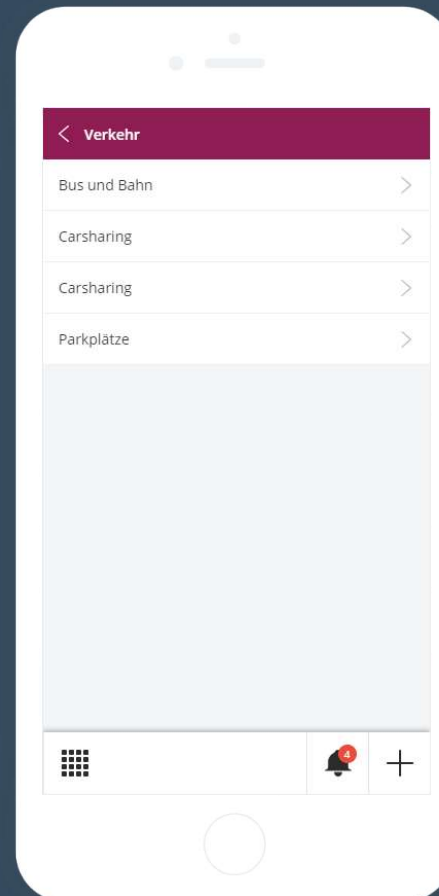 Verkehr
Bus und Bahn
Carsharing
Carsharing
Parkplätze
4